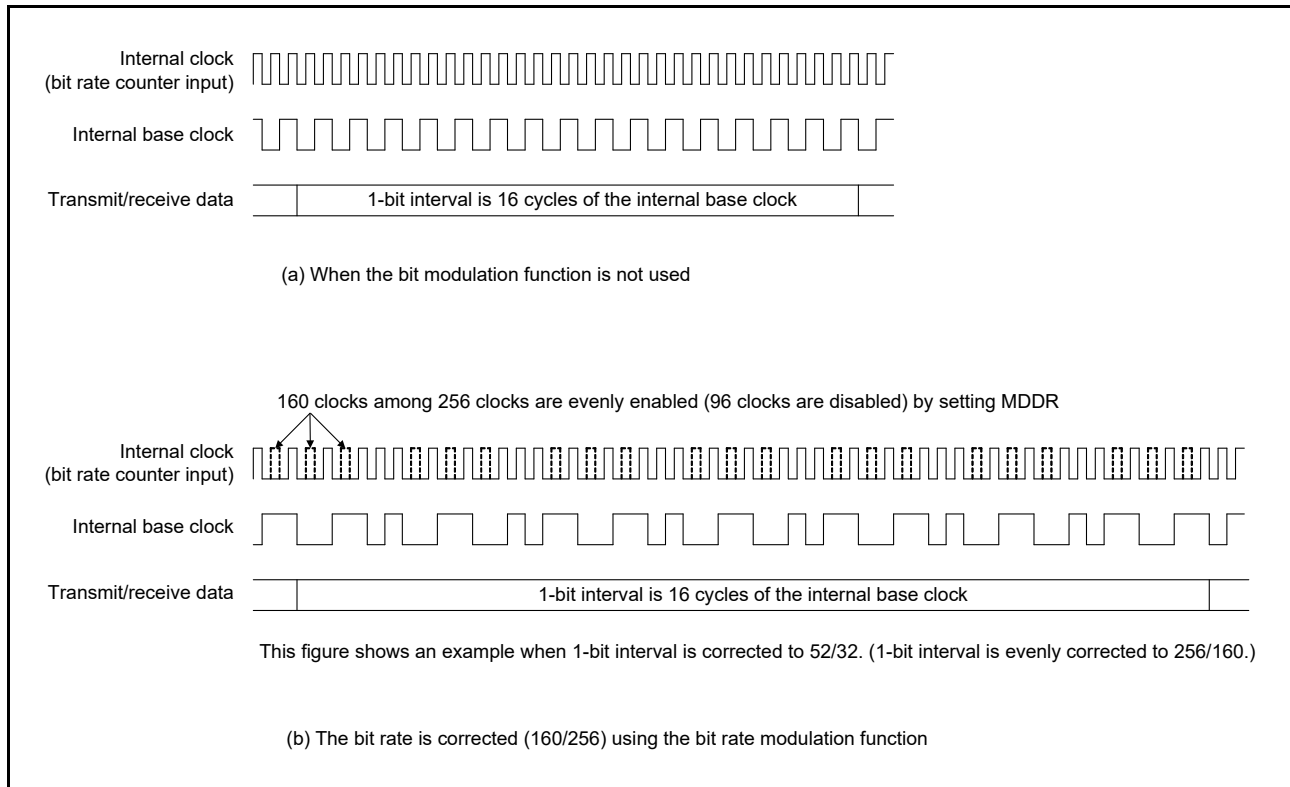 Internal clock
(bit rate counter input)
Internal base clock
Transmit/receive data
1-bit interval is 16 cycles of the internal base clock
(a) When the bit modulation function is not used
160 clocks among 256 clocks are evenly enabled (96 clocks are disabled) by setting MDDR
Internal clock
(bit rate counter input)
Internal base clock
Transmit/receive data
1-bit interval is 16 cycles of the internal base clock
This figure shows an example when 1-bit interval is corrected to 52/32. (1-bit interval is evenly corrected to 256/160.)
(b) The bit rate is corrected (160/256) using the bit rate modulation function